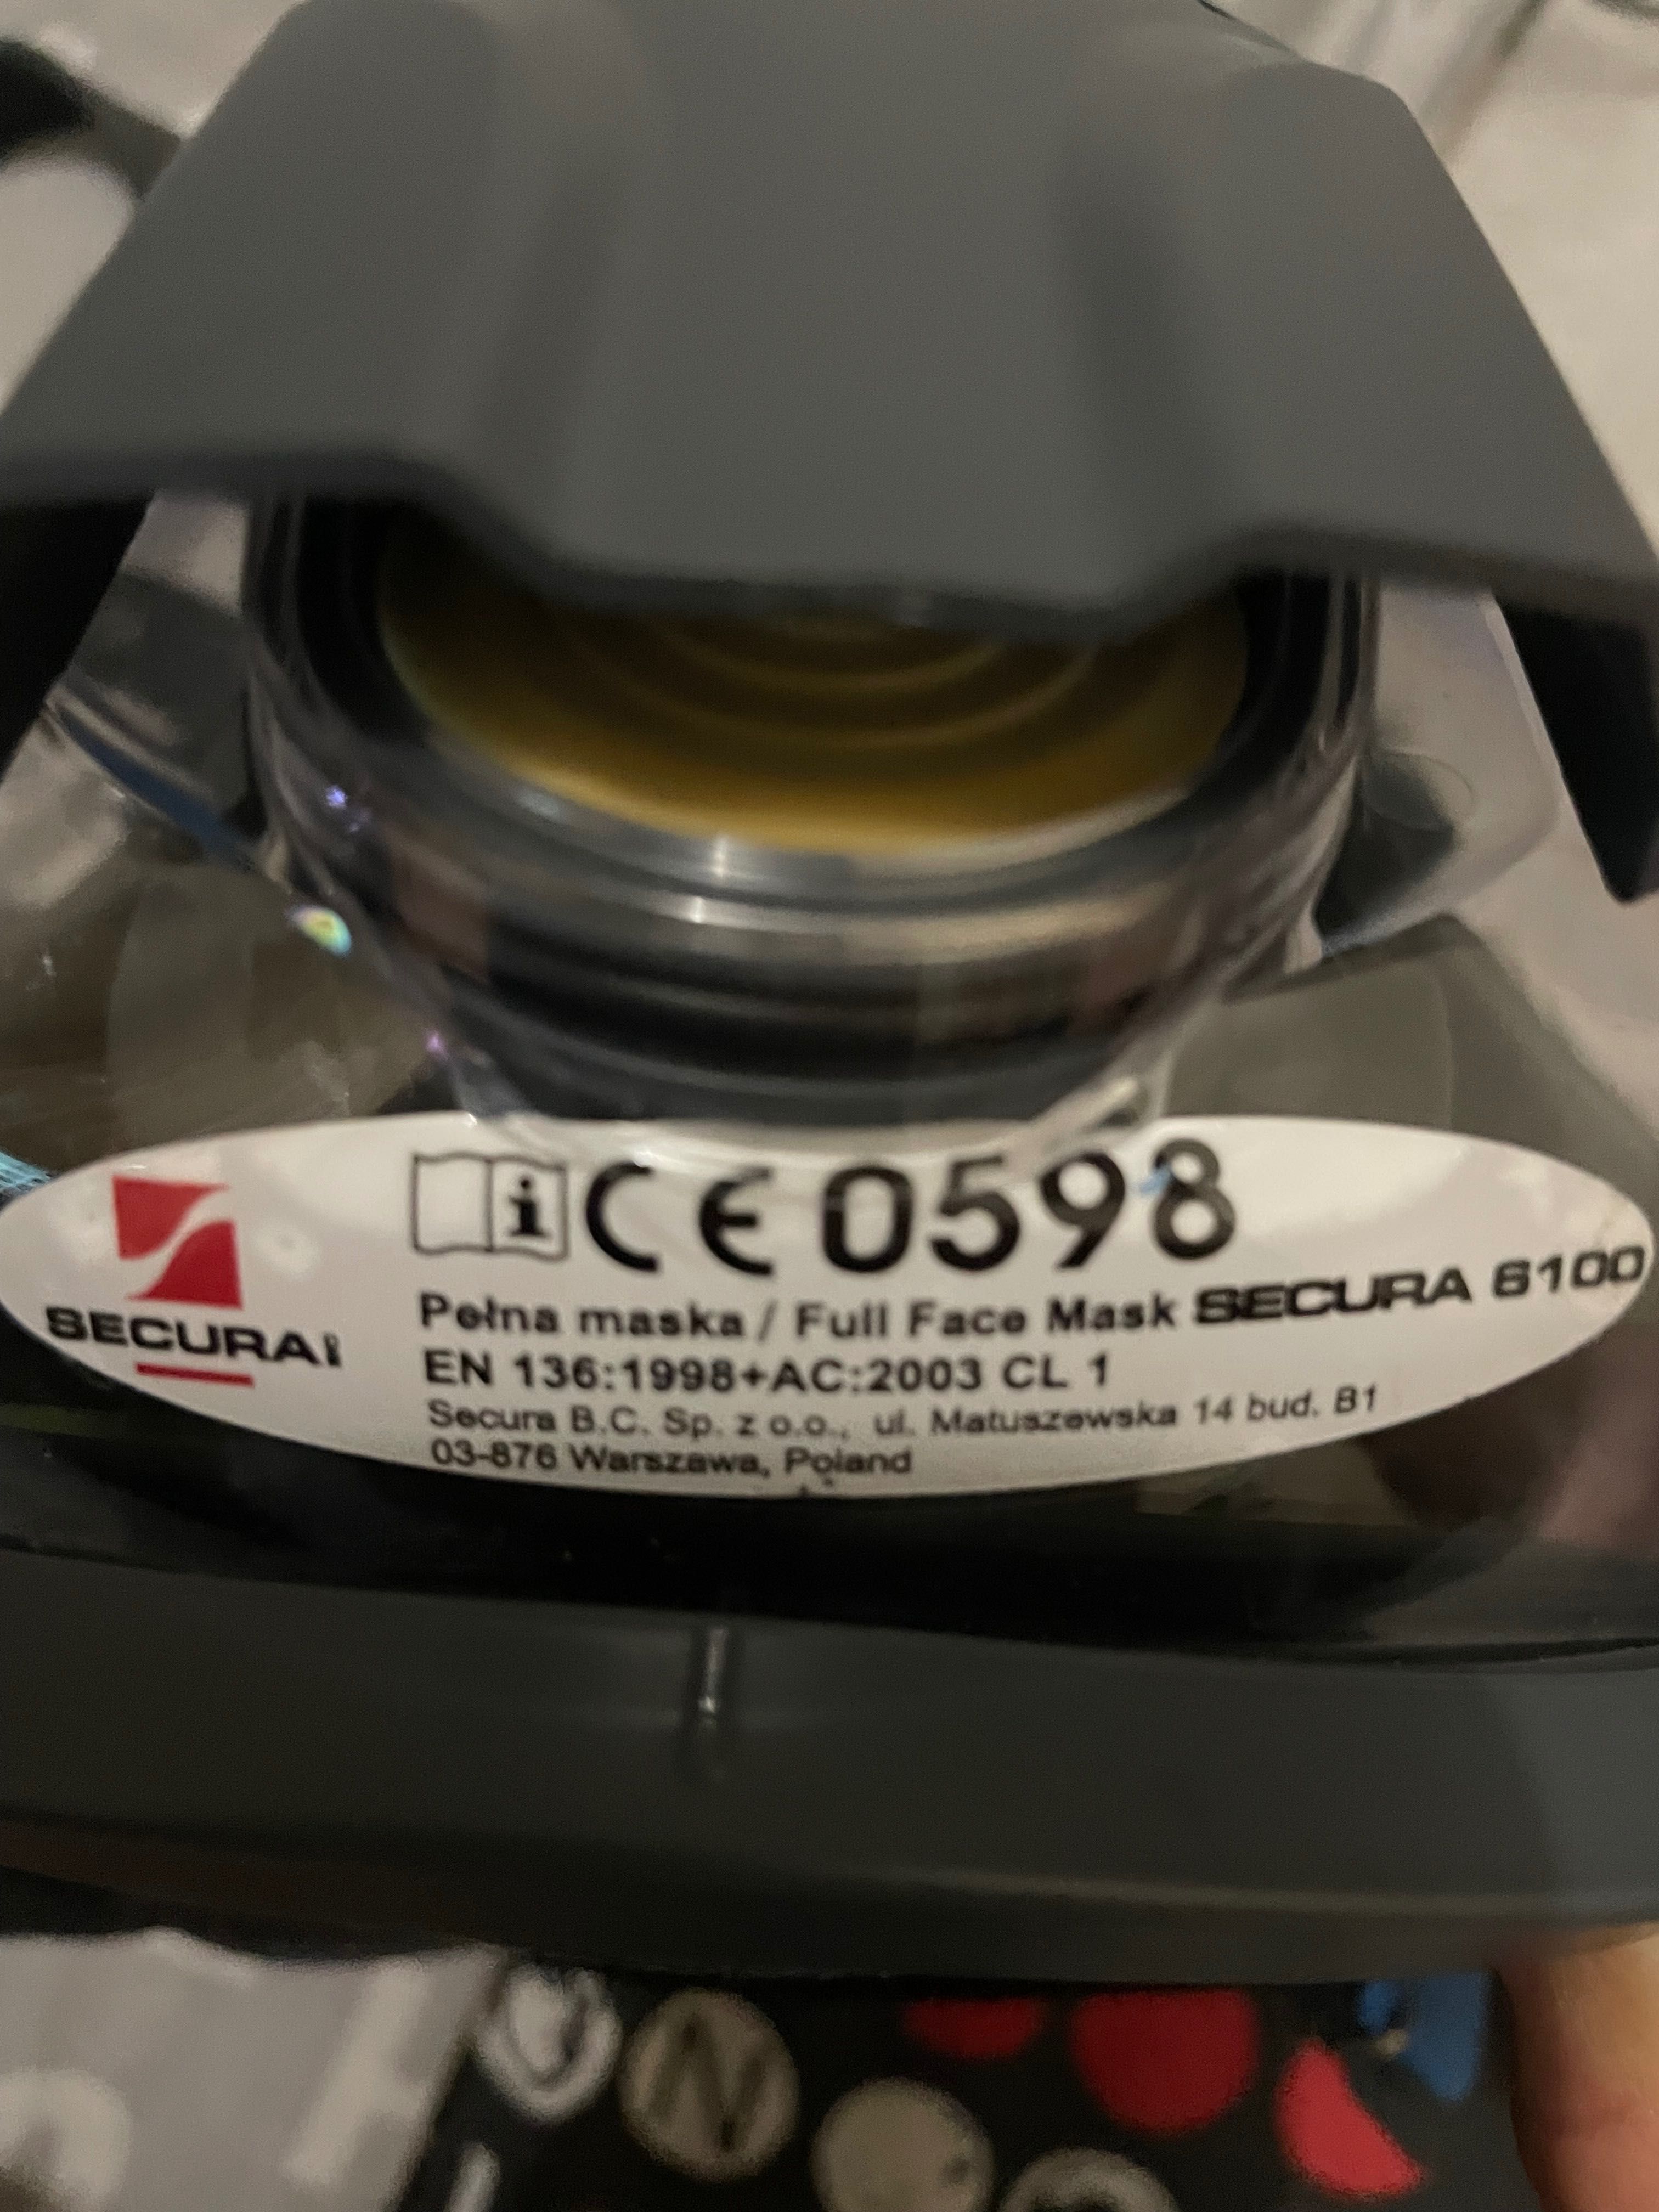 i CE 0598
SECURA
Pełna maska / Full Face Mask SECURA 6100
EN 136:1998+AC:2003 CL 1
Secura B.C. Sp. z o.o., ul. Matuszewska 14 bud. B1
03-876 Warszawa, Poland
N